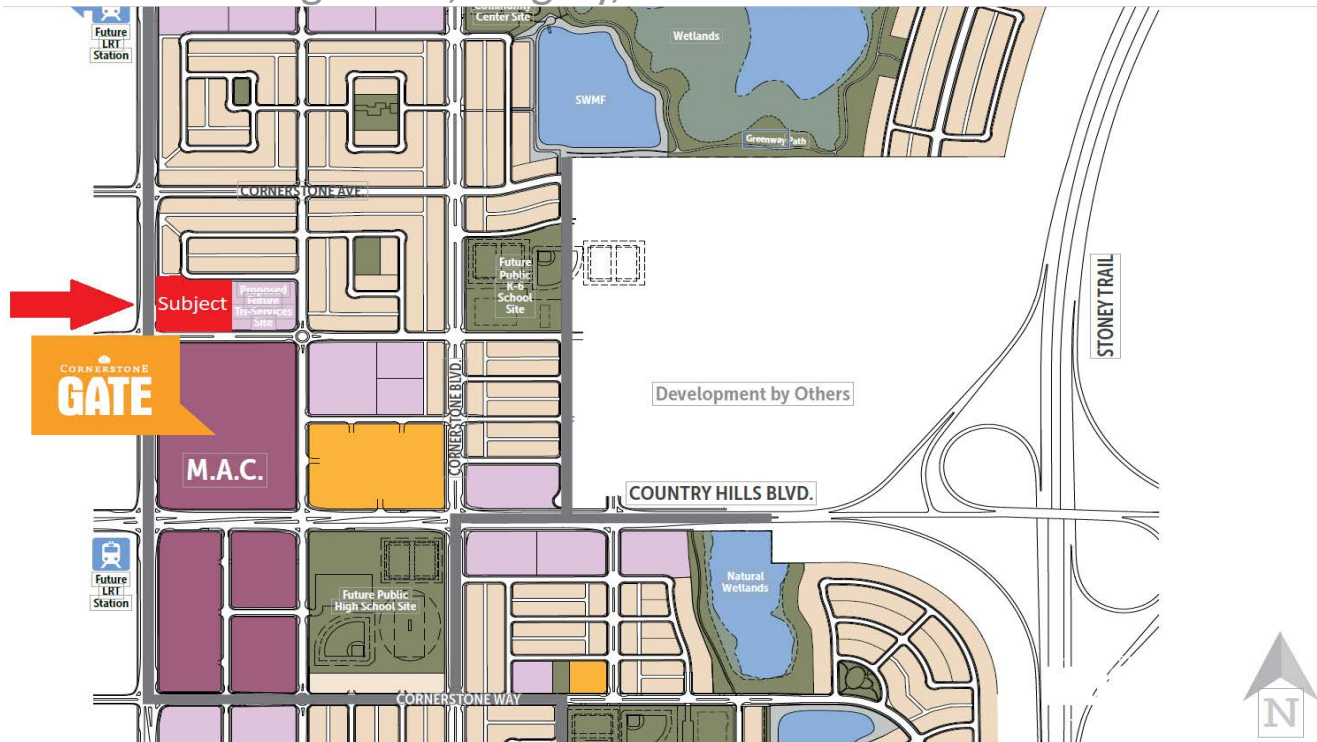 Future
LRT
Station
Community
Center Site
Wetlands
SWMF
Greenway Path
CORNERSTONE AVE.
Future
Public
K-6
School
Site
Subject
Proposed
Future
Tri-Services
Site
STONEY TRAIL
CORNERSTONE
GATE
CORNERSTONE BLVD.
Development by Others
M.A.C.
COUNTRY HILLS BLVD.
Future
LRT
Station
Future Public
High School Site
Natural
Wetlands
CORNERSTONE WAY
N